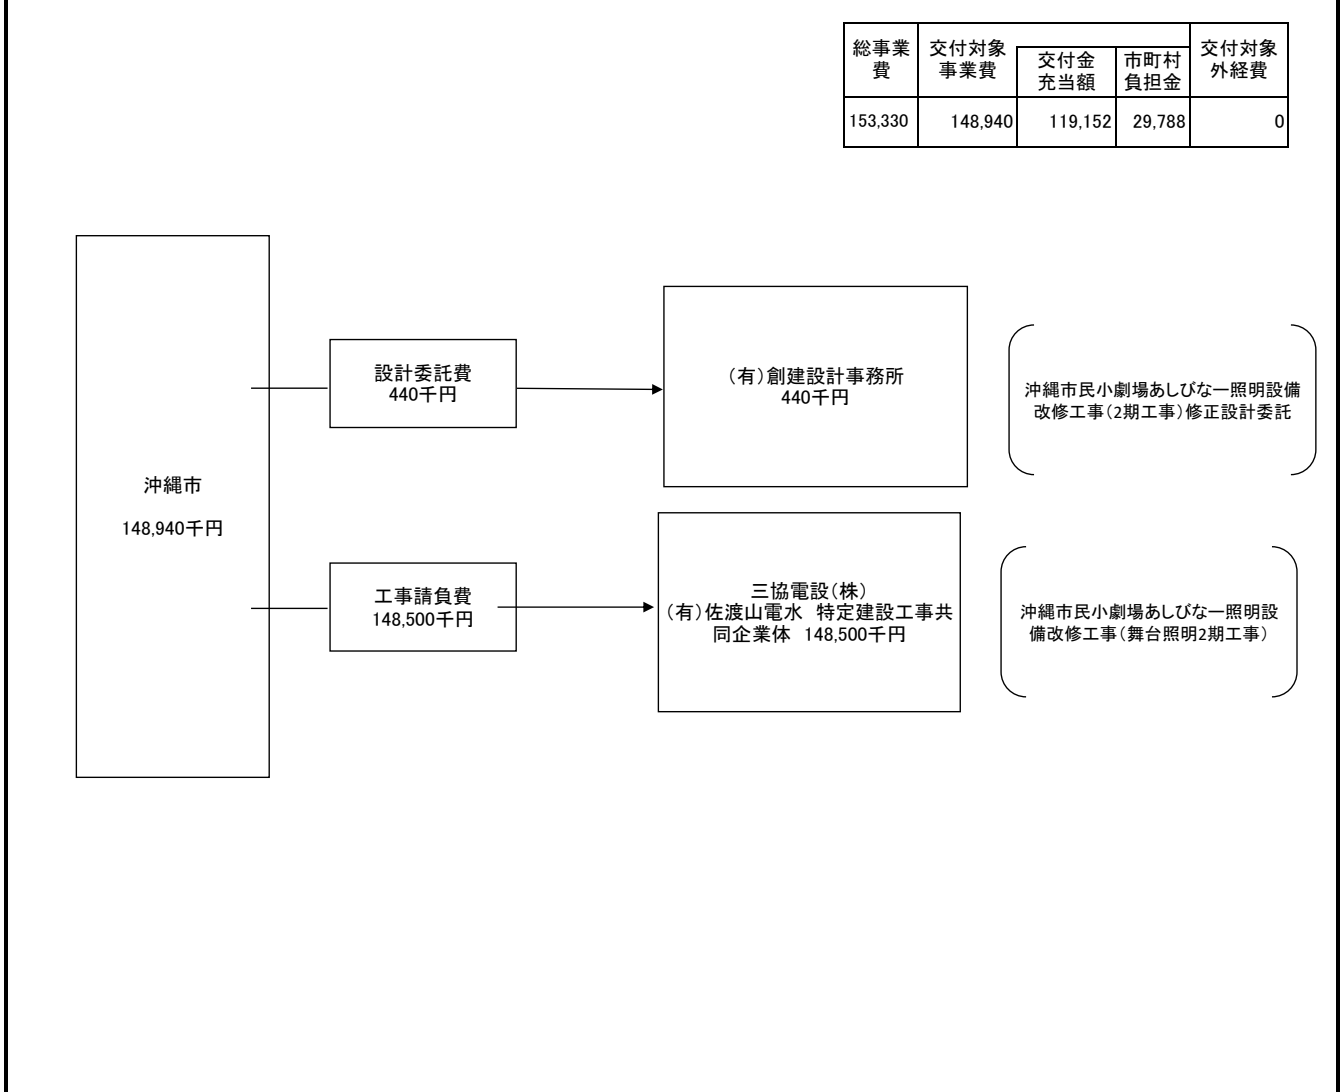 総事業
費
交付対象
事業費
交付金
充当額
市町村
負担金
交付対象
外経費
153,330
148,940
119,152
29,788
0
沖縄市
148,940千円
設計委託費
440千円
(有)創建設計事務所
440千円
沖縄市民小劇場あしびなー照明設備
改修工事(2期工事)修正設計委託
工事請負費
148,500千円
三協電設(株)
(有)佐渡山電水　特定建設工事共
同企業体　148,500千円
沖縄市民小劇場あしびなー照明設
備改修工事(舞台照明2期工事)